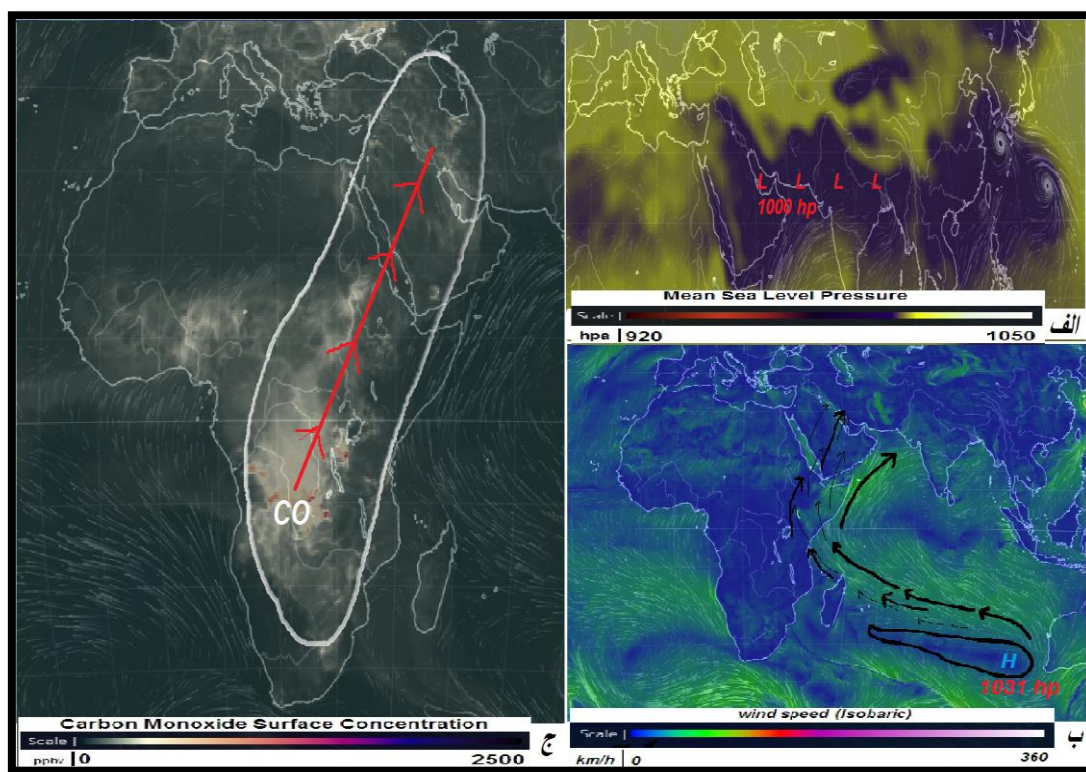 CO
Carbon Monoxide Surface Concentration
Scale
ppbv 0 2500
ج
L L L L
1000 hp
Mean Sea Level Pressure
Scale
hpa 920 1050
الف
H
1031 hp
wind speed (Isobaric)
Scale
km/h 0 360
ب